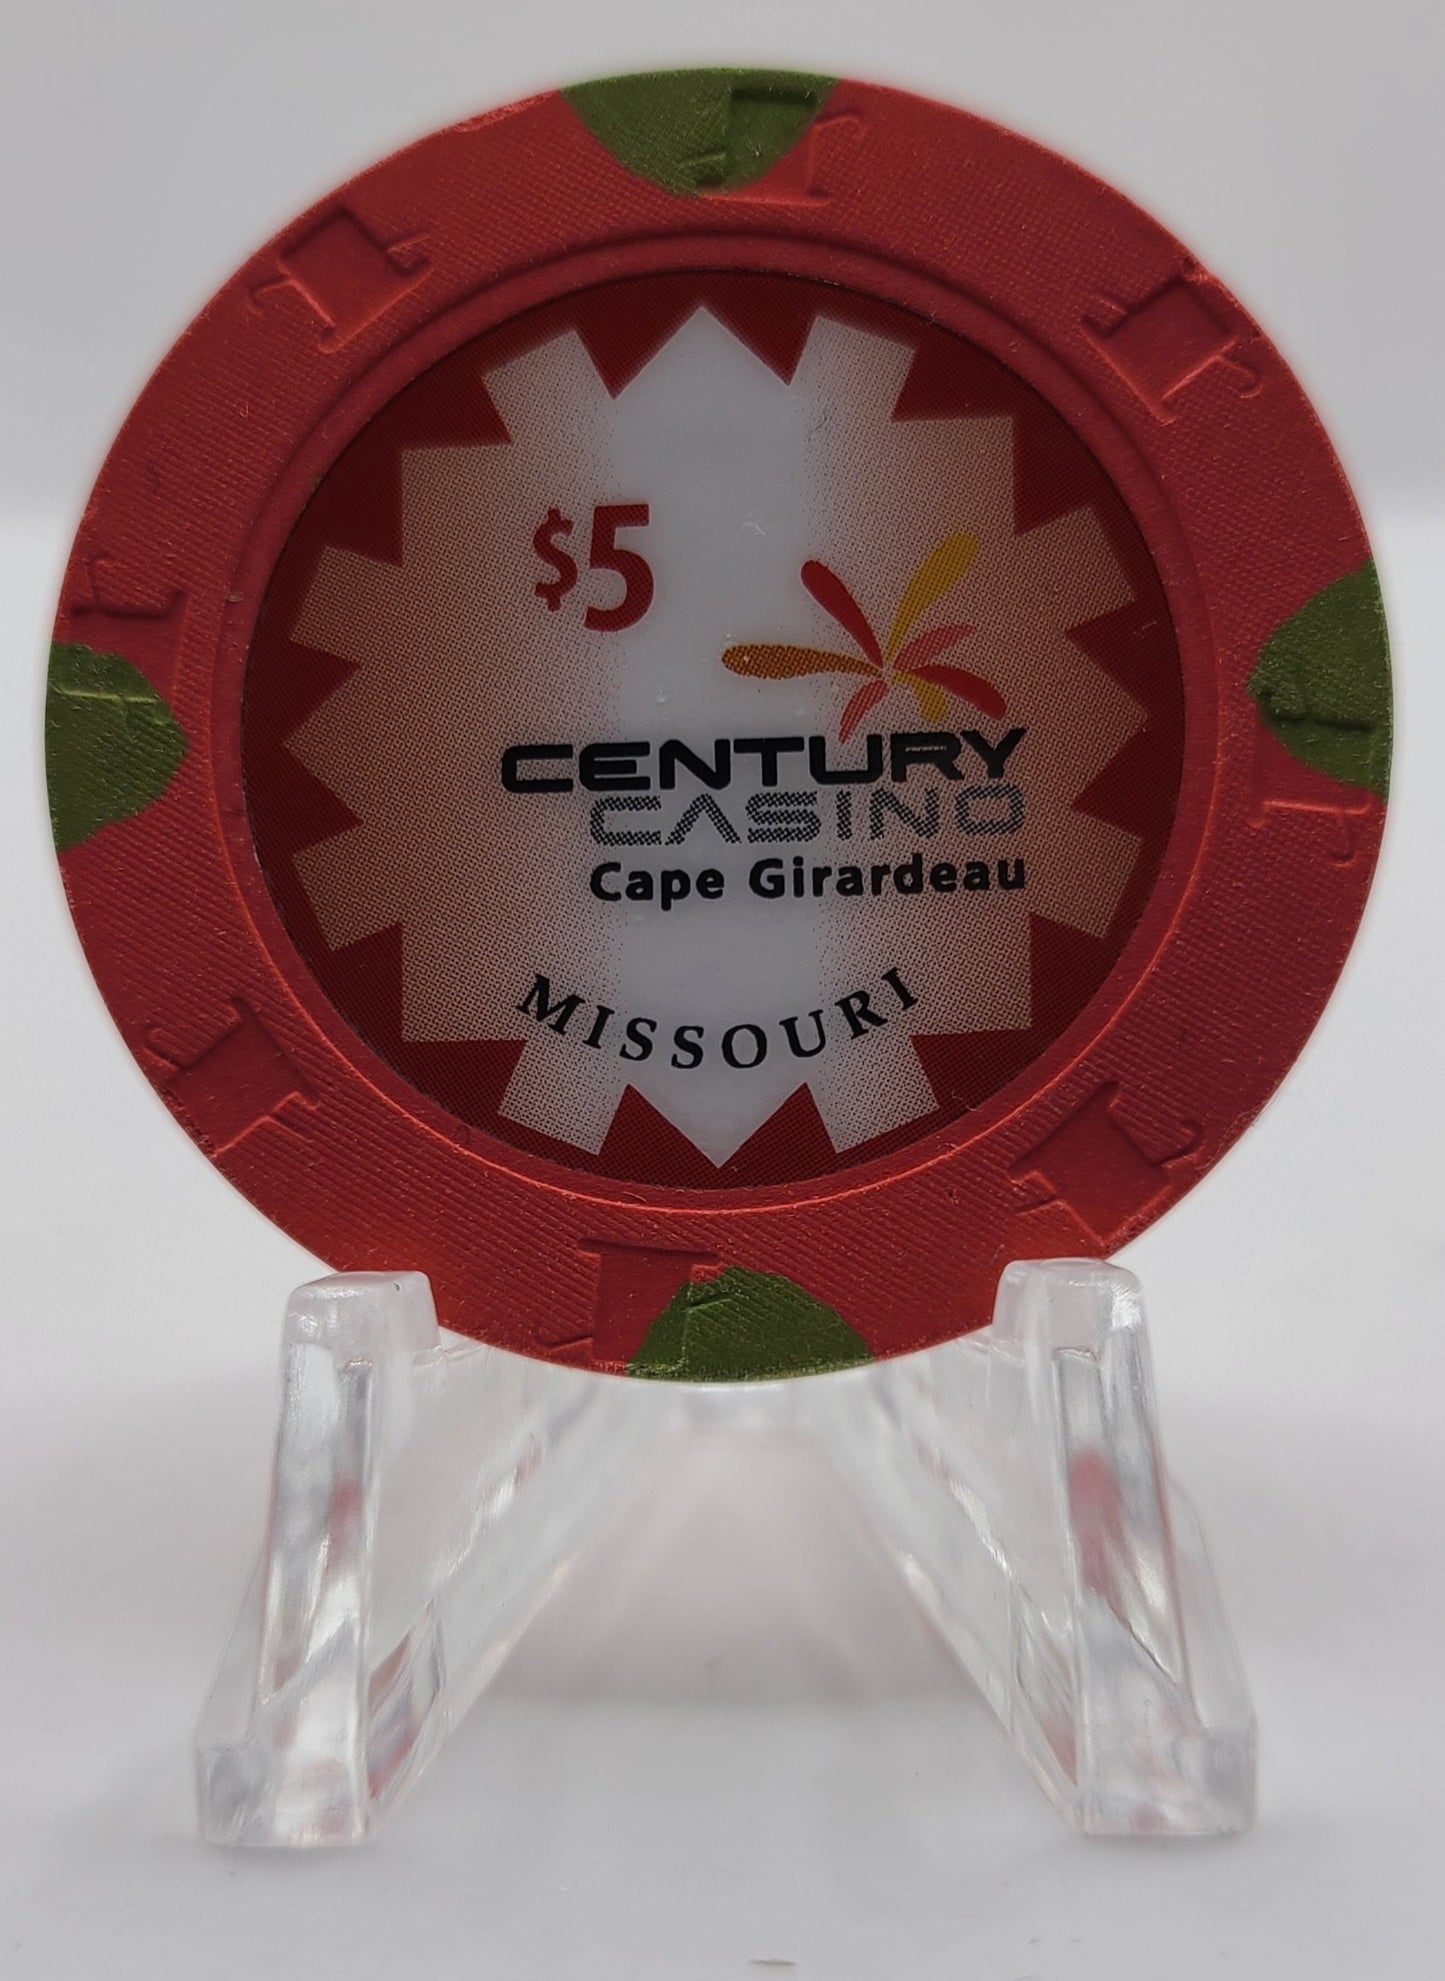 $5
CENTURY
CASINO
Cape Girardeau
MISSOURI